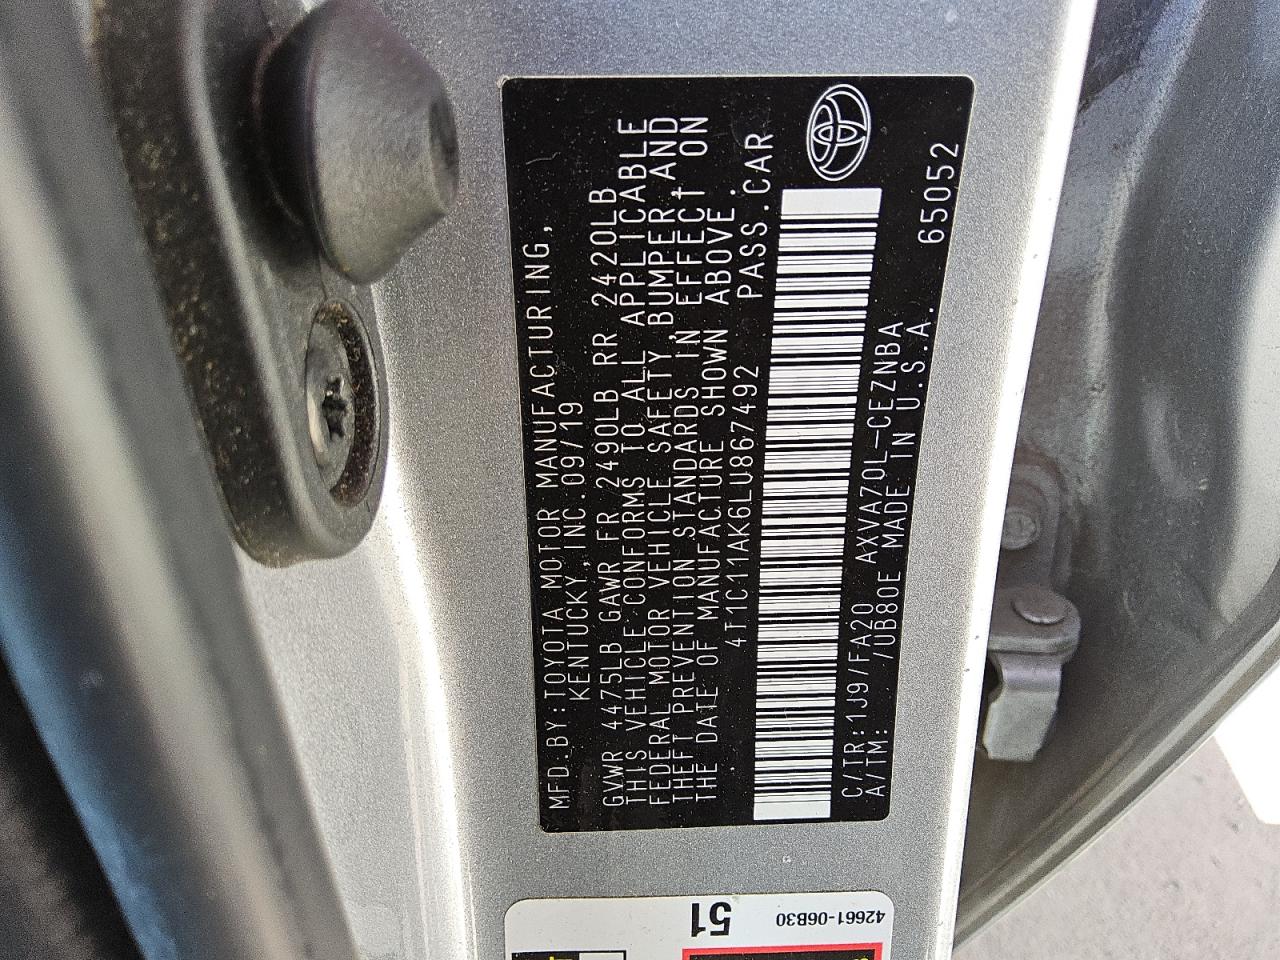 MFD.BY:TOYOTA MOTOR MANUFACTURING,
KENTUCKY,INC.09/19
GVWR 4475LB GAWR FR 2490LB RR 2420LB
THIS VEHICLE CONFORMS TO ALL APPLICABLE
FEDERAL MOTOR VEHICLE SAFETY,BUMPER,AND
THEFT PREVENTION STANDARDS IN EFFECT ON
THE DATE OF MANUFACTURE SHOWN ABOVE.
4T1C11AK6LU867492 PASS.CAR
C/TR:1J9/FA20 AXVA70L-CEZNBA
A/TM: /UB80E MADE IN U.S.A.
65052
51
42661-06B30